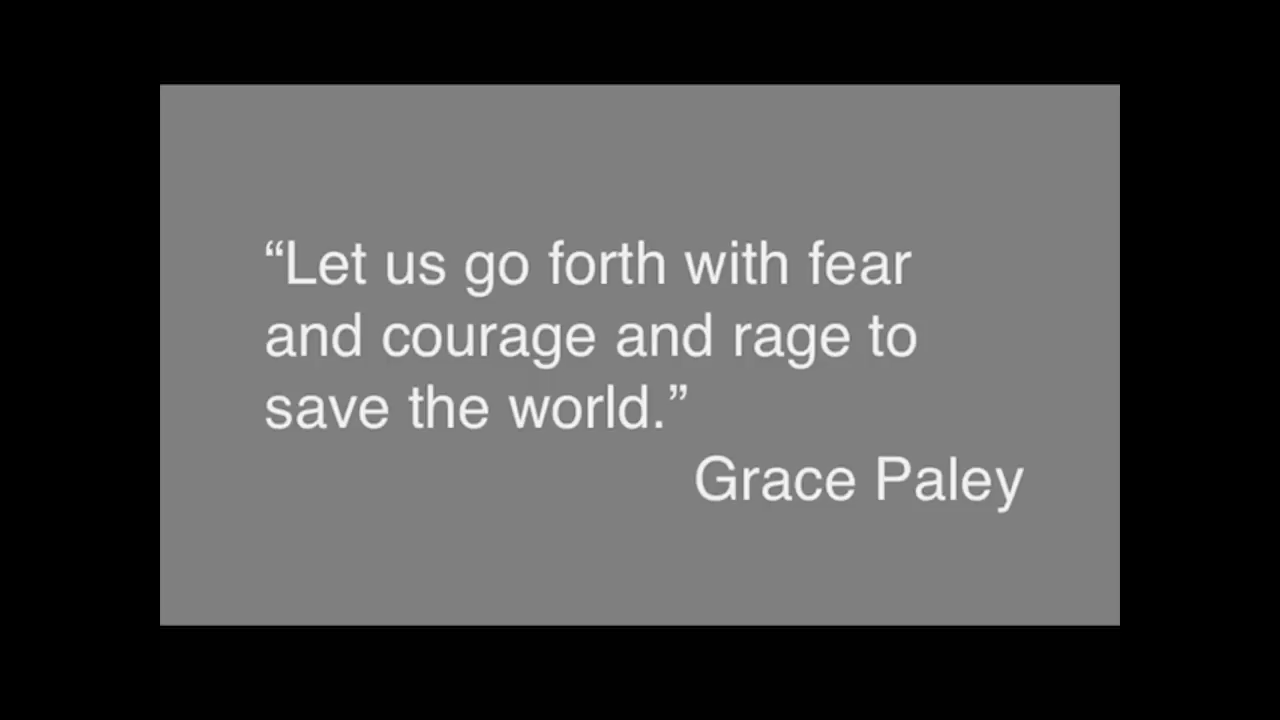 “Let us go forth with fear
and courage and rage to
save the world.”
Grace Paley